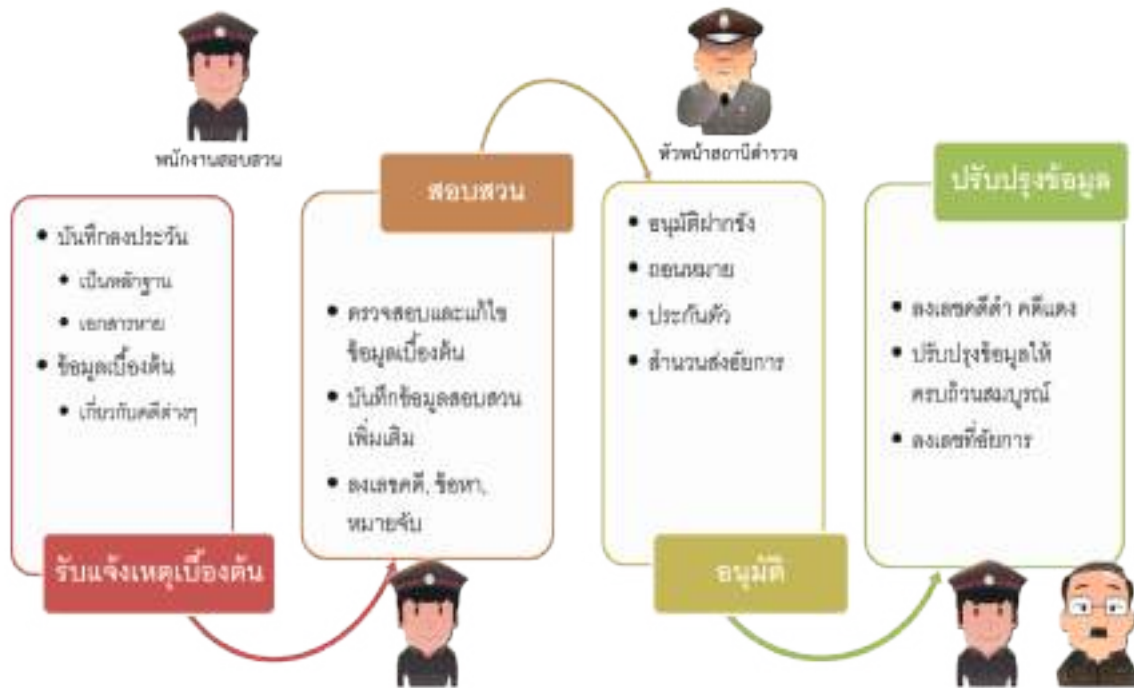 พนักงานสอบสวน
บันทึกลงประวัน
เป็นหลักฐาน
เอกสารหาย
ข้อมูลเบื้องต้น
เกี่ยวกับคดีต่างๆ
รับแจ้งเหตุเบื้องต้น
สอบสวน
ตรวจสอบและแก้ไข
ข้อมูลเบื้องต้น
บันทึกข้อมูลสอบสวน
เพิ่มเติม
ลงเลขคดี, ข้อหา,
หมายจับ
หัวหน้าสถานีตำรวจ
อนุมัติฝากขัง
ถอนหมาย
ประกันตัว
สำนวนส่งอัยการ
อนุมัติ
ปรับปรุงข้อมูล
ลงเลขคดีดำ คดีแดง
ปรับปรุงข้อมูลให้
ครบถ้วนสมบูรณ์
ลงเลขที่อัยการ